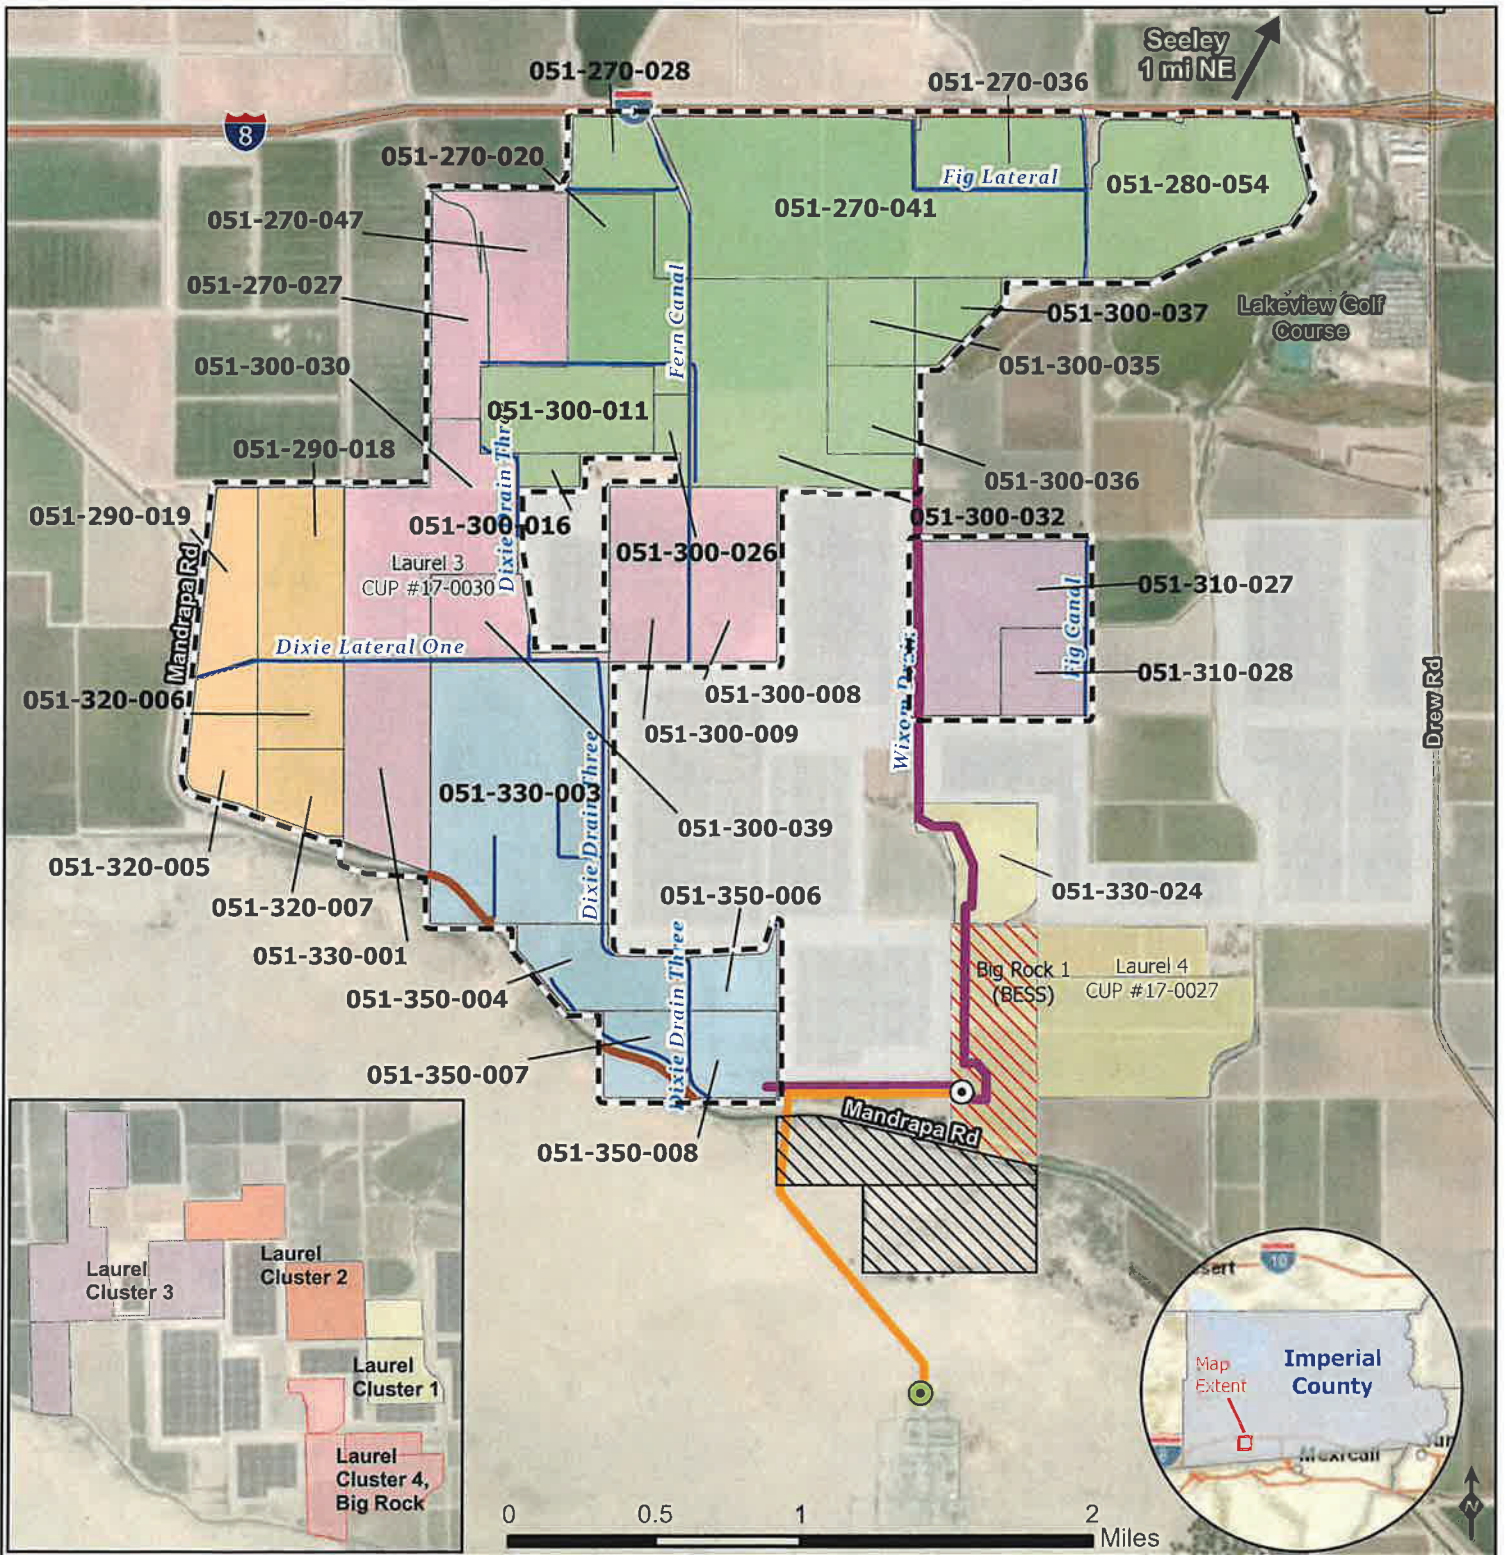 Seeley
1 mi NE
051-270-028
051-270-036
8
051-270-020
Fig Lateral
051-280-054
051-270-041
051-270-047
051-270-027
Fern Canal
Lakeview Golf
Course
051-300-037
051-300-035
051-300-030
051-300-011
051-290-018
051-300-036
051-290-019
051-300-016
051-300-032
Dixie Drain Three
051-300-026
Laurel 3
CUP #17-0030
051-310-027
Fig Canal
Mandrapa Rd
Dixie Lateral One
051-310-028
051-320-006
051-300-008
Wixom Drain
Drew Rd
051-300-009
051-330-003
Dixie Drain Three
051-300-039
051-320-005
051-320-007
051-350-006
051-330-024
051-330-001
Dixie Drain Three
Big Rock 1
(BESS)
Laurel 4
CUP #17-0027
051-350-004
051-350-007
Mandrapa Rd
051-350-008
Laurel
Cluster 3
Laurel
Cluster 2
Laurel
Cluster 1
Laurel
Cluster 4,
Big Rock
10
Imperial
County
Map
Extent
Mexicali
0 0.5 1 2
Miles
N